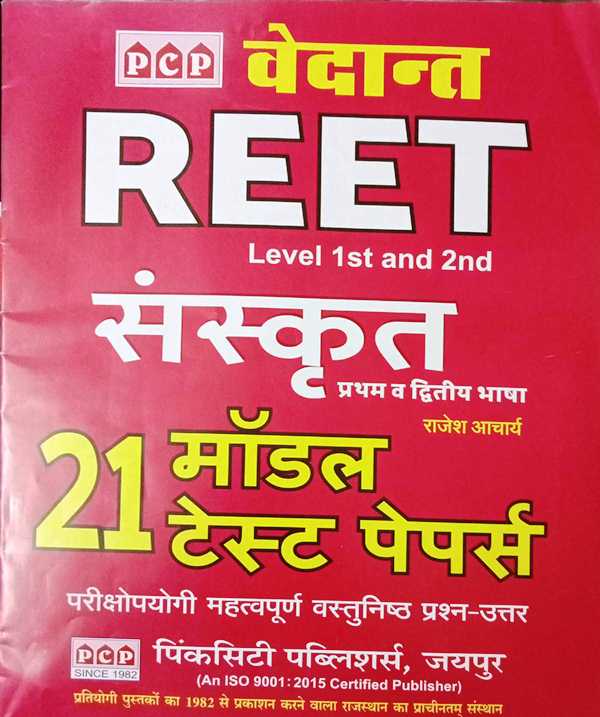 PCP वेदान्त
REET
Level 1st and 2nd
संस्कृत
प्रथम व द्वितीय भाषा
राजेश आचार्य
21 मॉडल
टेस्ट पेपर्स
परीक्षोपयोगी महत्वपूर्ण वस्तुनिष्ठ प्रश्न-उत्तर
PCP पिंकसिटी पब्लिशर्स, जयपुर
SINCE 1982
(An ISO 9001:2015 Certified Publisher)
प्रतियोगी पुस्तकों का 1982 से प्रकाशन करने वाला राजस्थान का प्राचीनतम् संस्थान